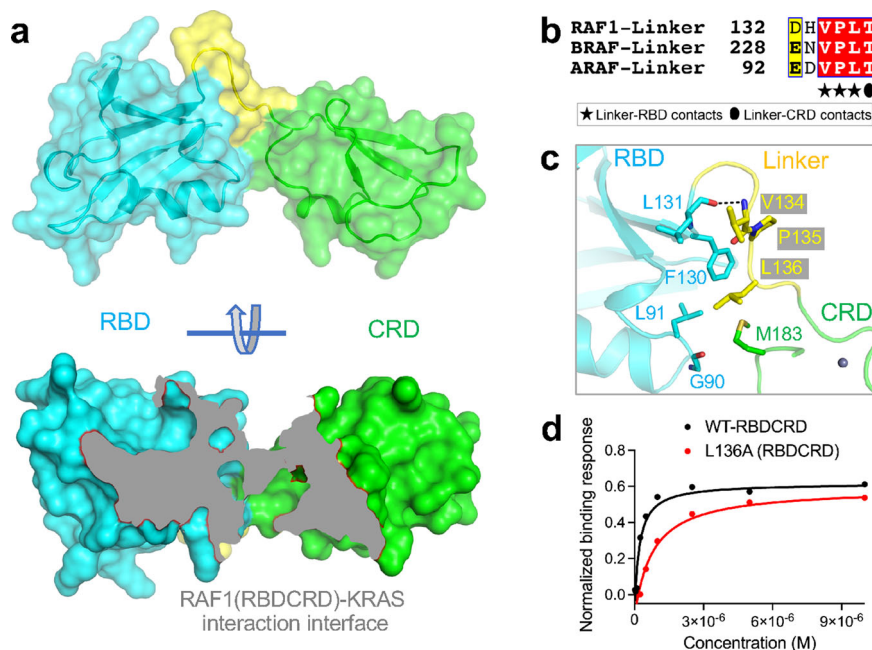 a
RBD
CRD
RAF1(RBDCRD)-KRAS
interaction interface
b
RAF1-Linker 132 DHVPLT
BRAF-Linker 228 ENVPLT
ARAF-Linker 92 EDVPLT
★★★●
★ Linker-RBD contacts ● Linker-CRD contacts
c
RBD
Linker
L131
V134
P135
F130
L136
L91
CRD
M183
G90
d
WT-RBDCRD
L136A (RBDCRD)
Normalized binding response
0.8
0.6
0.4
0.2
0.0
3×10⁻⁶ 6×10⁻⁶ 9×10⁻⁶
Concentration (M)